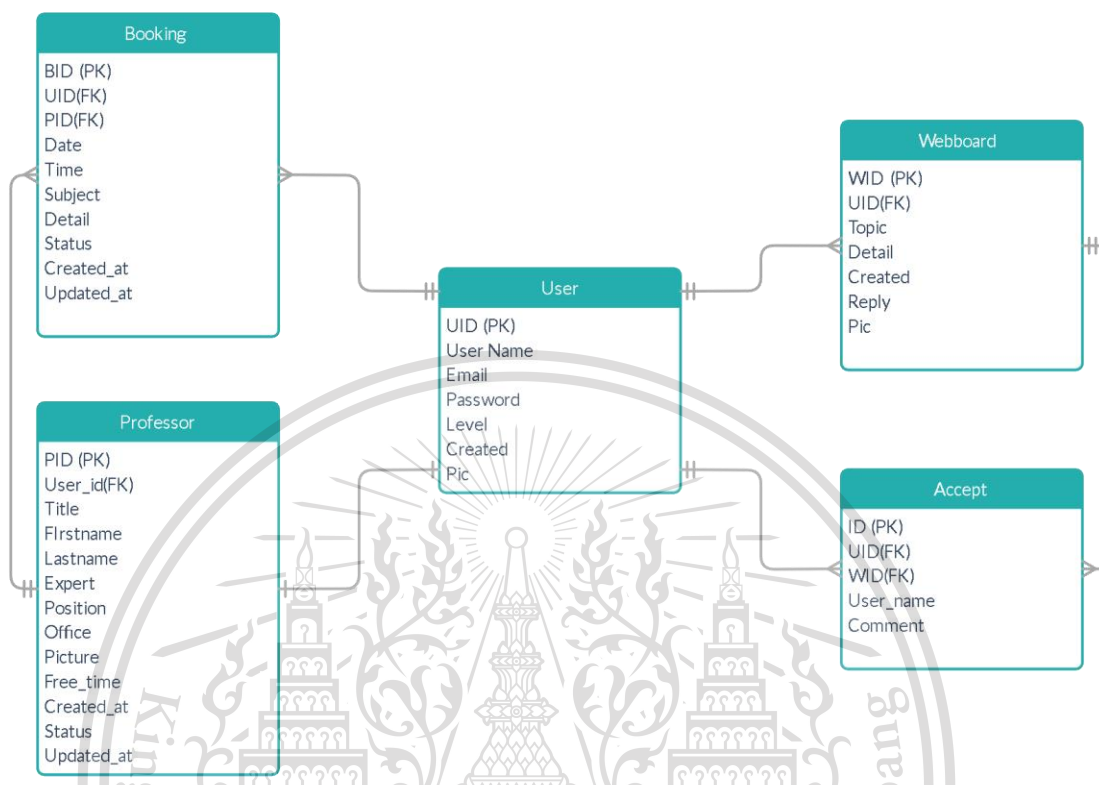 Booking
BID (PK)
UID(FK)
PID(FK)
Date
Time
Subject
Detail
Status
Created_at
Updated_at
Professor
PID (PK)
User_id(FK)
Title
FIrstname
Lastname
Expert
Position
Office
Picture
Free_time
Created_at
Status
Updated_at
User
UID (PK)
User Name
Email
Password
Level
Created
Pic
Webboard
WID (PK)
UID(FK)
Topic
Detail
Created
Reply
Pic
Accept
ID (PK)
UID(FK)
WID(FK)
User_name
Comment